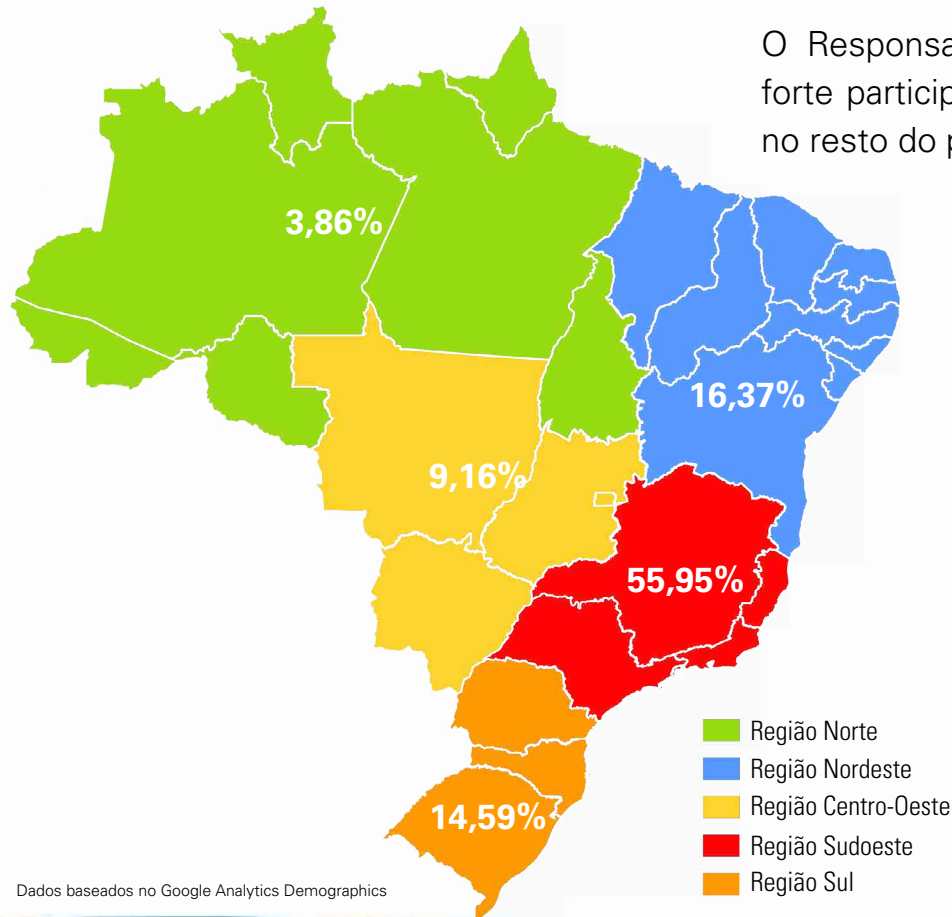 O Responsa
forte particip
no resto do p
3,86%
16,37%
9,16%
55,95%
14,59%
Região Norte
Região Nordeste
Região Centro-Oeste
Região Sudoeste
Região Sul
Dados baseados no Google Analytics Demographics